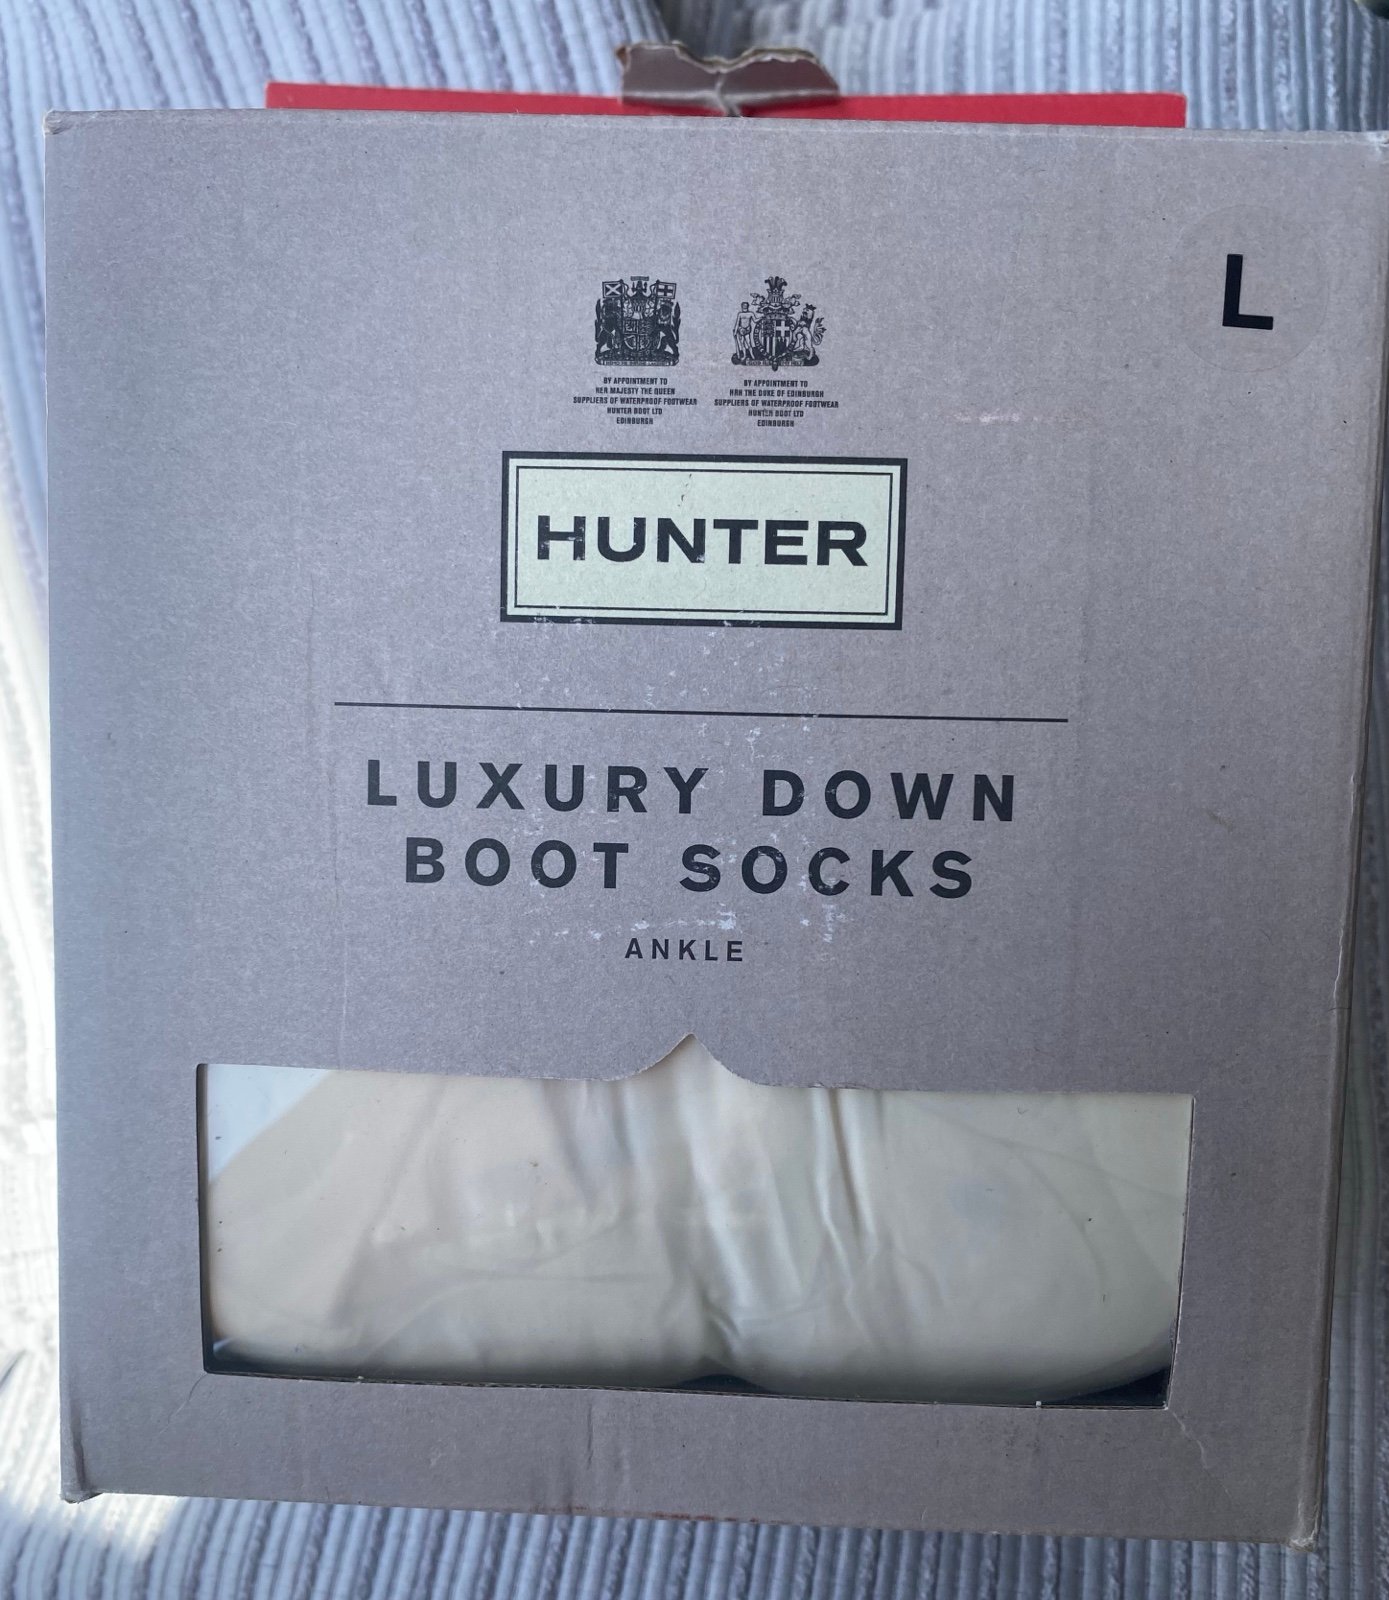 L
BY APPOINTMENT TO
HER MAJESTY THE QUEEN
SUPPLIERS OF WATERPROOF FOOTWEAR
HUNTER BOOT LTD
EDINBURGH
BY APPOINTMENT TO
HRH THE DUKE OF EDINBURGH
SUPPLIERS OF WATERPROOF FOOTWEAR
HUNTER BOOT LTD
EDINBURGH
HUNTER
LUXURY DOWN
BOOT SOCKS
ANKLE